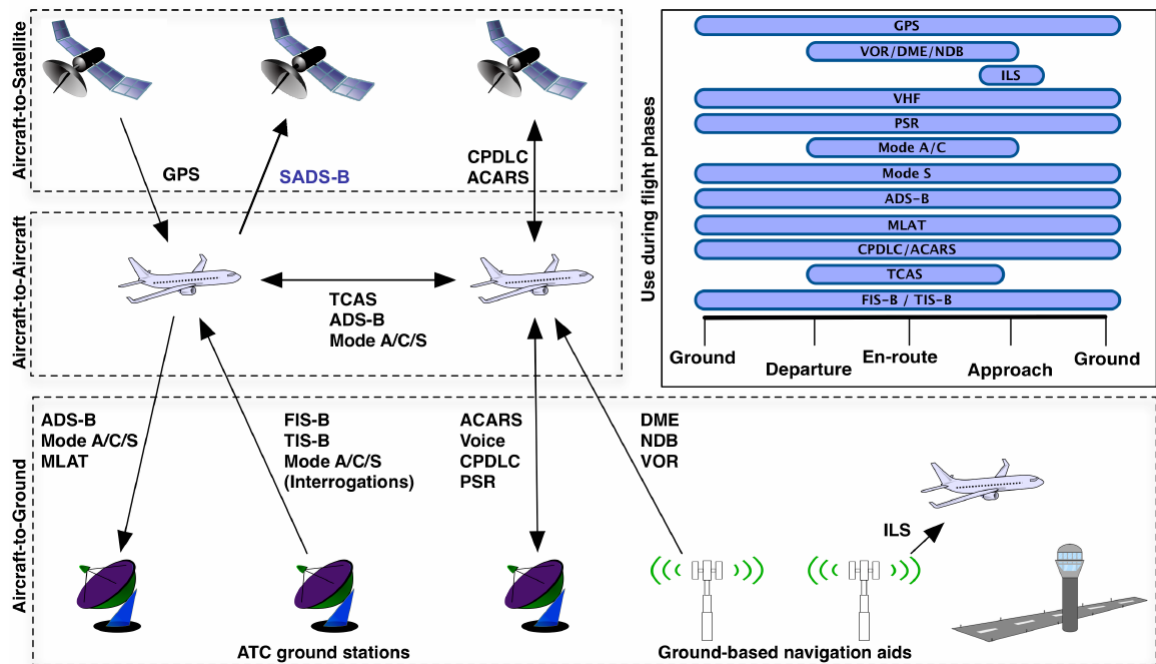 Aircraft-to-Satellite
GPS
SADS-B
CPDLC
ACARS
Aircraft-to-Aircraft
TCAS
ADS-B
Mode A/C/S
Use during flight phases
GPS
VOR/DME/NDB
ILS
VHF
PSR
Mode A/C
Mode S
ADS-B
MLAT
CPDLC/ACARS
TCAS
FIS-B / TIS-B
Ground
Departure
En-route
Approach
Ground
Aircraft-to-Ground
ADS-B
Mode A/C/S
MLAT
FIS-B
TIS-B
Mode A/C/S
(Interrogations)
ACARS
Voice
CPDLC
PSR
DME
NDB
VOR
ILS
ATC ground stations
Ground-based navigation aids